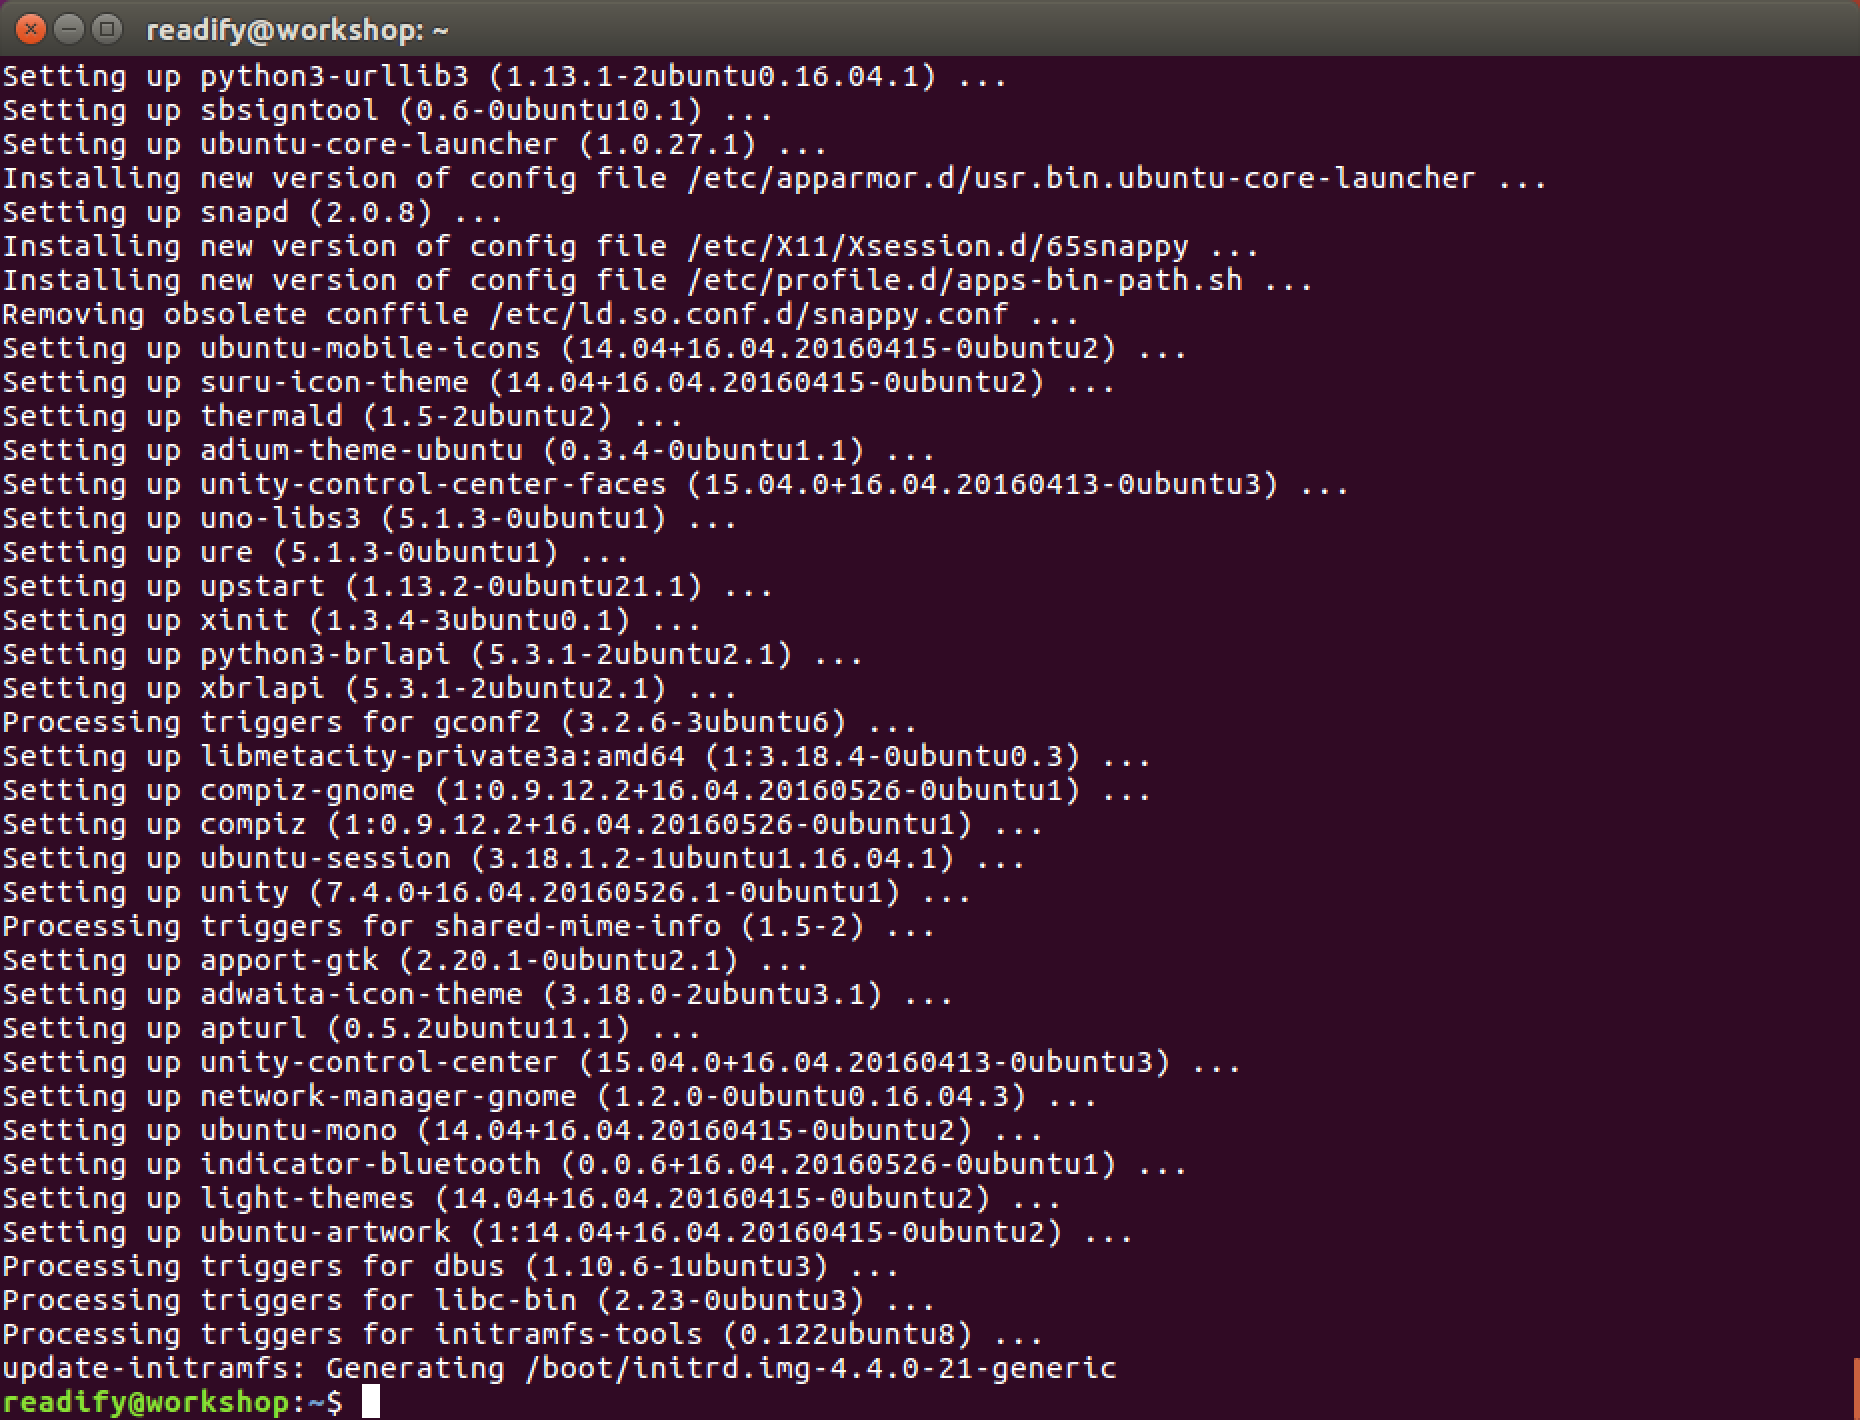 readify@workshop: ~
Setting up python3-urllib3 (1.13.1-2ubuntu0.16.04.1) ...
Setting up sbsigntool (0.6-0ubuntu10.1) ...
Setting up ubuntu-core-launcher (1.0.27.1) ...
Installing new version of config file /etc/apparmor.d/usr.bin.ubuntu-core-launcher ...
Setting up snapd (2.0.8) ...
Installing new version of config file /etc/X11/Xsession.d/65snappy ...
Installing new version of config file /etc/profile.d/apps-bin-path.sh ...
Removing obsolete conffile /etc/ld.so.conf.d/snappy.conf ...
Setting up ubuntu-mobile-icons (14.04+16.04.20160415-0ubuntu2) ...
Setting up suru-icon-theme (14.04+16.04.20160415-0ubuntu2) ...
Setting up thermald (1.5-2ubuntu2) ...
Setting up adium-theme-ubuntu (0.3.4-0ubuntu1.1) ...
Setting up unity-control-center-faces (15.04.0+16.04.20160413-0ubuntu3) ...
Setting up uno-libs3 (5.1.3-0ubuntu1) ...
Setting up ure (5.1.3-0ubuntu1) ...
Setting up upstart (1.13.2-0ubuntu21.1) ...
Setting up xinit (1.3.4-3ubuntu0.1) ...
Setting up python3-brlapi (5.3.1-2ubuntu2.1) ...
Setting up xbrlapi (5.3.1-2ubuntu2.1) ...
Processing triggers for gconf2 (3.2.6-3ubuntu6) ...
Setting up libmetacity-private3a:amd64 (1:3.18.4-0ubuntu0.3) ...
Setting up compiz-gnome (1:0.9.12.2+16.04.20160526-0ubuntu1) ...
Setting up compiz (1:0.9.12.2+16.04.20160526-0ubuntu1) ...
Setting up ubuntu-session (3.18.1.2-1ubuntu1.16.04.1) ...
Setting up unity (7.4.0+16.04.20160526.1-0ubuntu1) ...
Processing triggers for shared-mime-info (1.5-2) ...
Setting up apport-gtk (2.20.1-0ubuntu2.1) ...
Setting up adwaita-icon-theme (3.18.0-2ubuntu3.1) ...
Setting up apturl (0.5.2ubuntu11.1) ...
Setting up unity-control-center (15.04.0+16.04.20160413-0ubuntu3) ...
Setting up network-manager-gnome (1.2.0-0ubuntu0.16.04.3) ...
Setting up ubuntu-mono (14.04+16.04.20160415-0ubuntu2) ...
Setting up indicator-bluetooth (0.0.6+16.04.20160526-0ubuntu1) ...
Setting up light-themes (14.04+16.04.20160415-0ubuntu2) ...
Setting up ubuntu-artwork (1:14.04+16.04.20160415-0ubuntu2) ...
Processing triggers for dbus (1.10.6-1ubuntu3) ...
Processing triggers for libc-bin (2.23-0ubuntu3) ...
Processing triggers for initramfs-tools (0.122ubuntu8) ...
update-initramfs: Generating /boot/initrd.img-4.4.0-21-generic
readify@workshop:~$